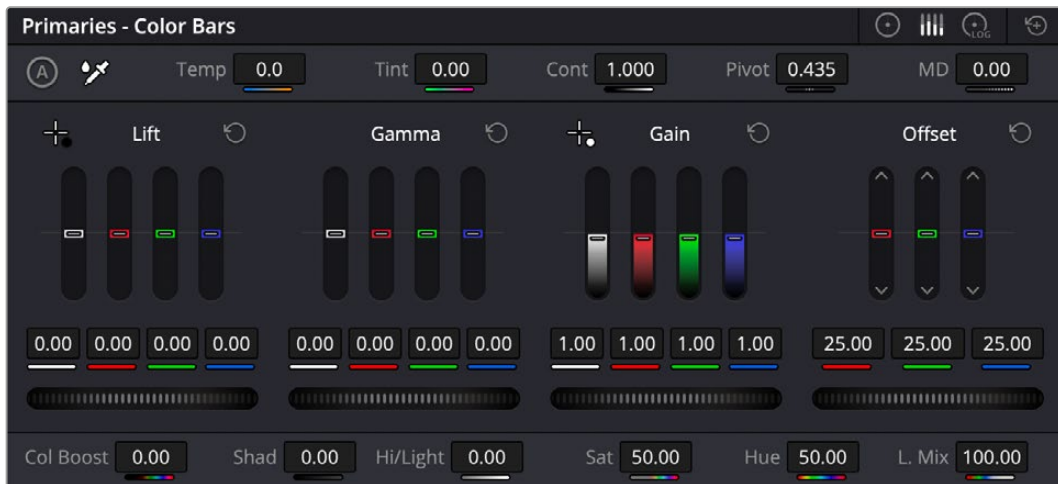 Primaries - Color Bars
LOG
A Temp 0.0 Tint 0.00 Cont 1.000 Pivot 0.435 MD 0.00
Lift Gamma Gain Offset
0.00 0.00 0.00 0.00 0.00 0.00 0.00 0.00 1.00 1.00 1.00 1.00 25.00 25.00 25.00
Col Boost 0.00 Shad 0.00 Hi/Light 0.00 Sat 50.00 Hue 50.00 L. Mix 100.00